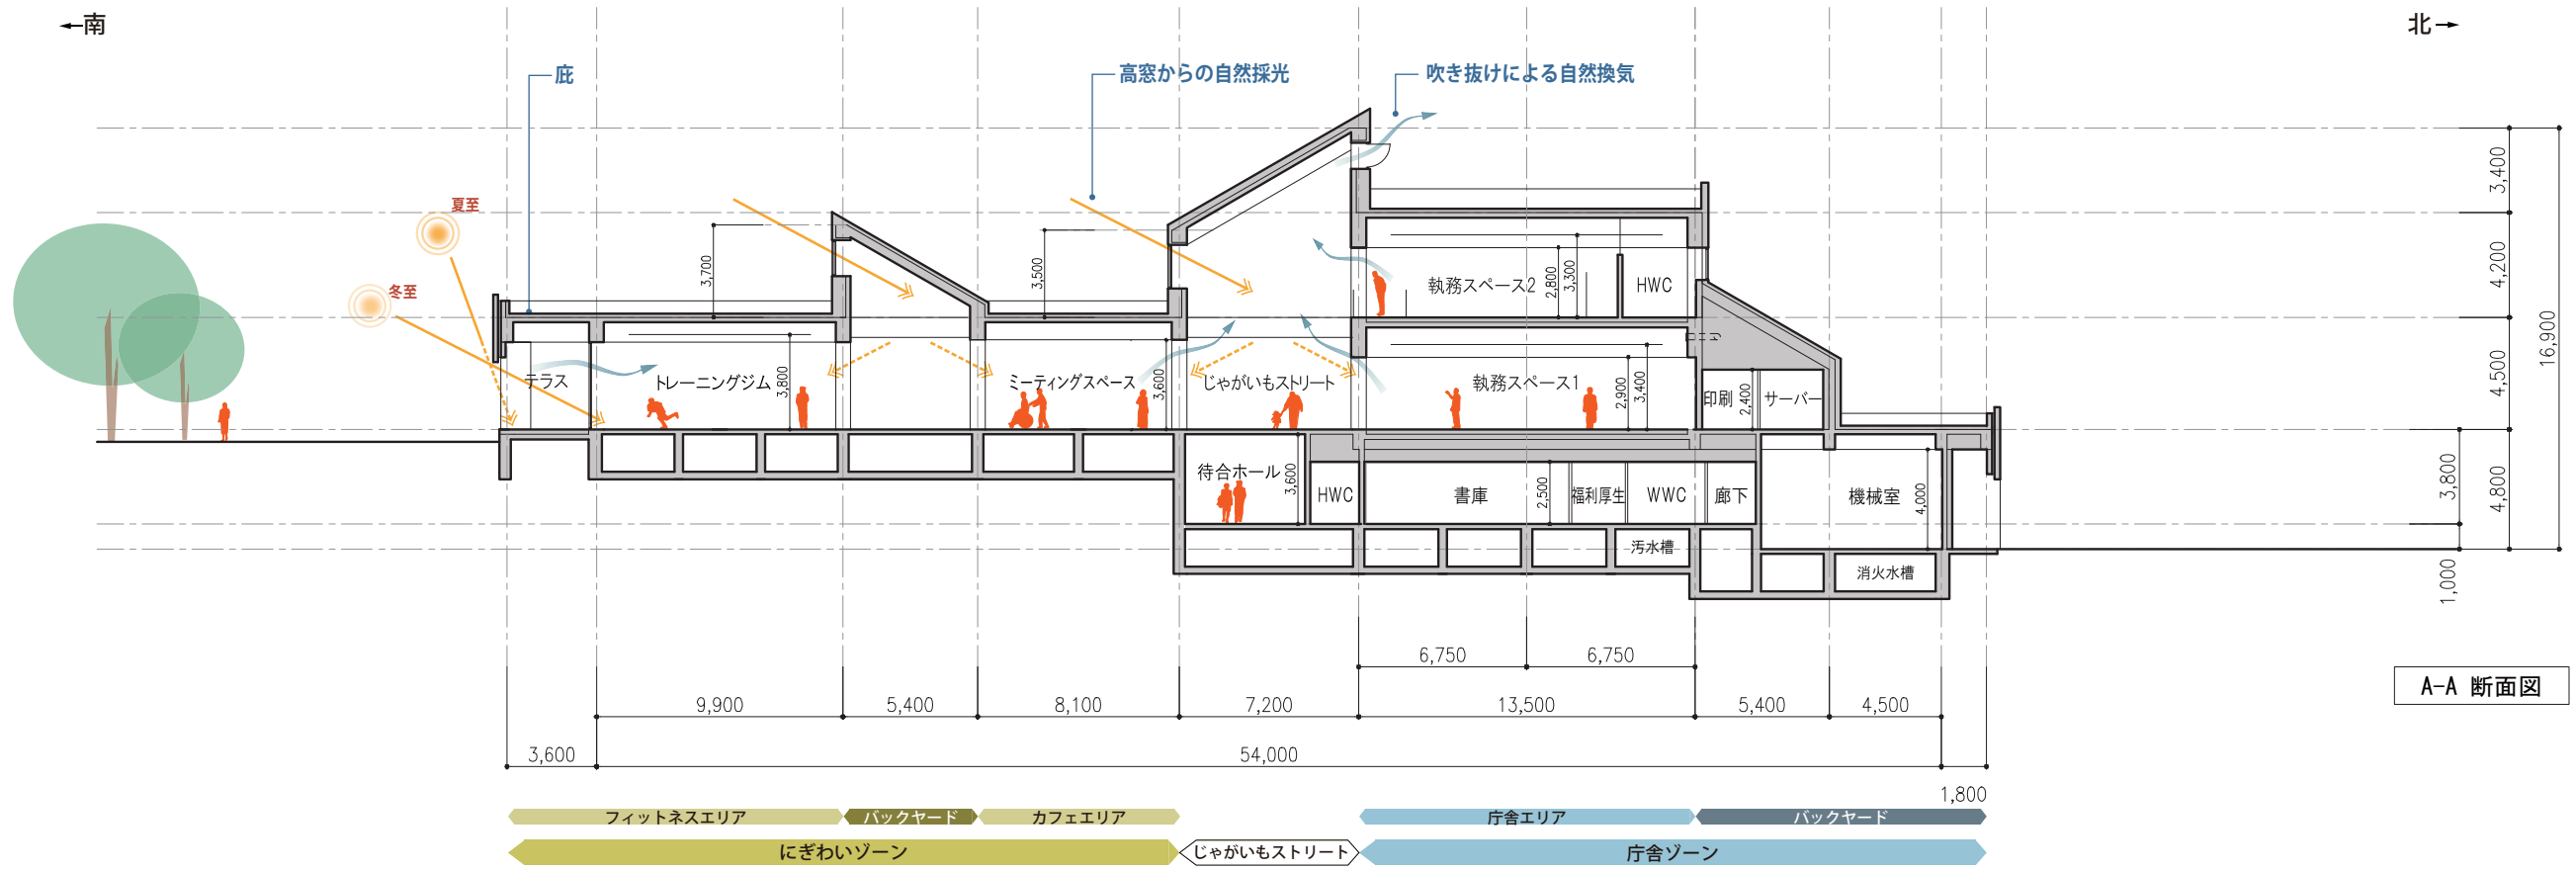 ←南
北→
庇
高窓からの自然採光
吹き抜けによる自然換気
夏至
冬至
3,400
4,200
4,500
16,900
3,800
4,800
1,000
3,700
3,500
執務スペース2
2,800
3,300
HWC
テラス
トレーニングジム
3,800
ミーティングスペース
3,600
じゃがいもストリート
執務スペース1
2,900
3,400
印刷
2,400
サーバー
待合ホール
3,600
HWC
書庫
2,500
福利厚生
WWC
廊下
機械室
4,000
汚水槽
消火水槽
6,750
6,750
A-A 断面図
9,900
5,400
8,100
7,200
13,500
5,400
4,500
3,600
54,000
1,800
フィットネスエリア
バックヤード
カフェエリア
庁舎エリア
バックヤード
にぎわいゾーン
じゃがいもストリート
庁舎ゾーン